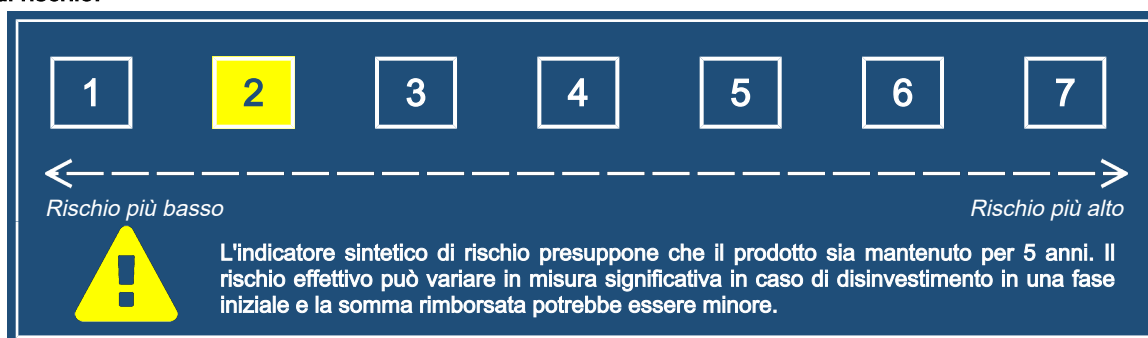 di rischio.
1 2 3 4 5 6 7
Rischio più basso Rischio più alto
L'indicatore sintetico di rischio presuppone che il prodotto sia mantenuto per 5 anni. Il
rischio effettivo può variare in misura significativa in caso di disinvestimento in una fase
iniziale e la somma rimborsata potrebbe essere minore.